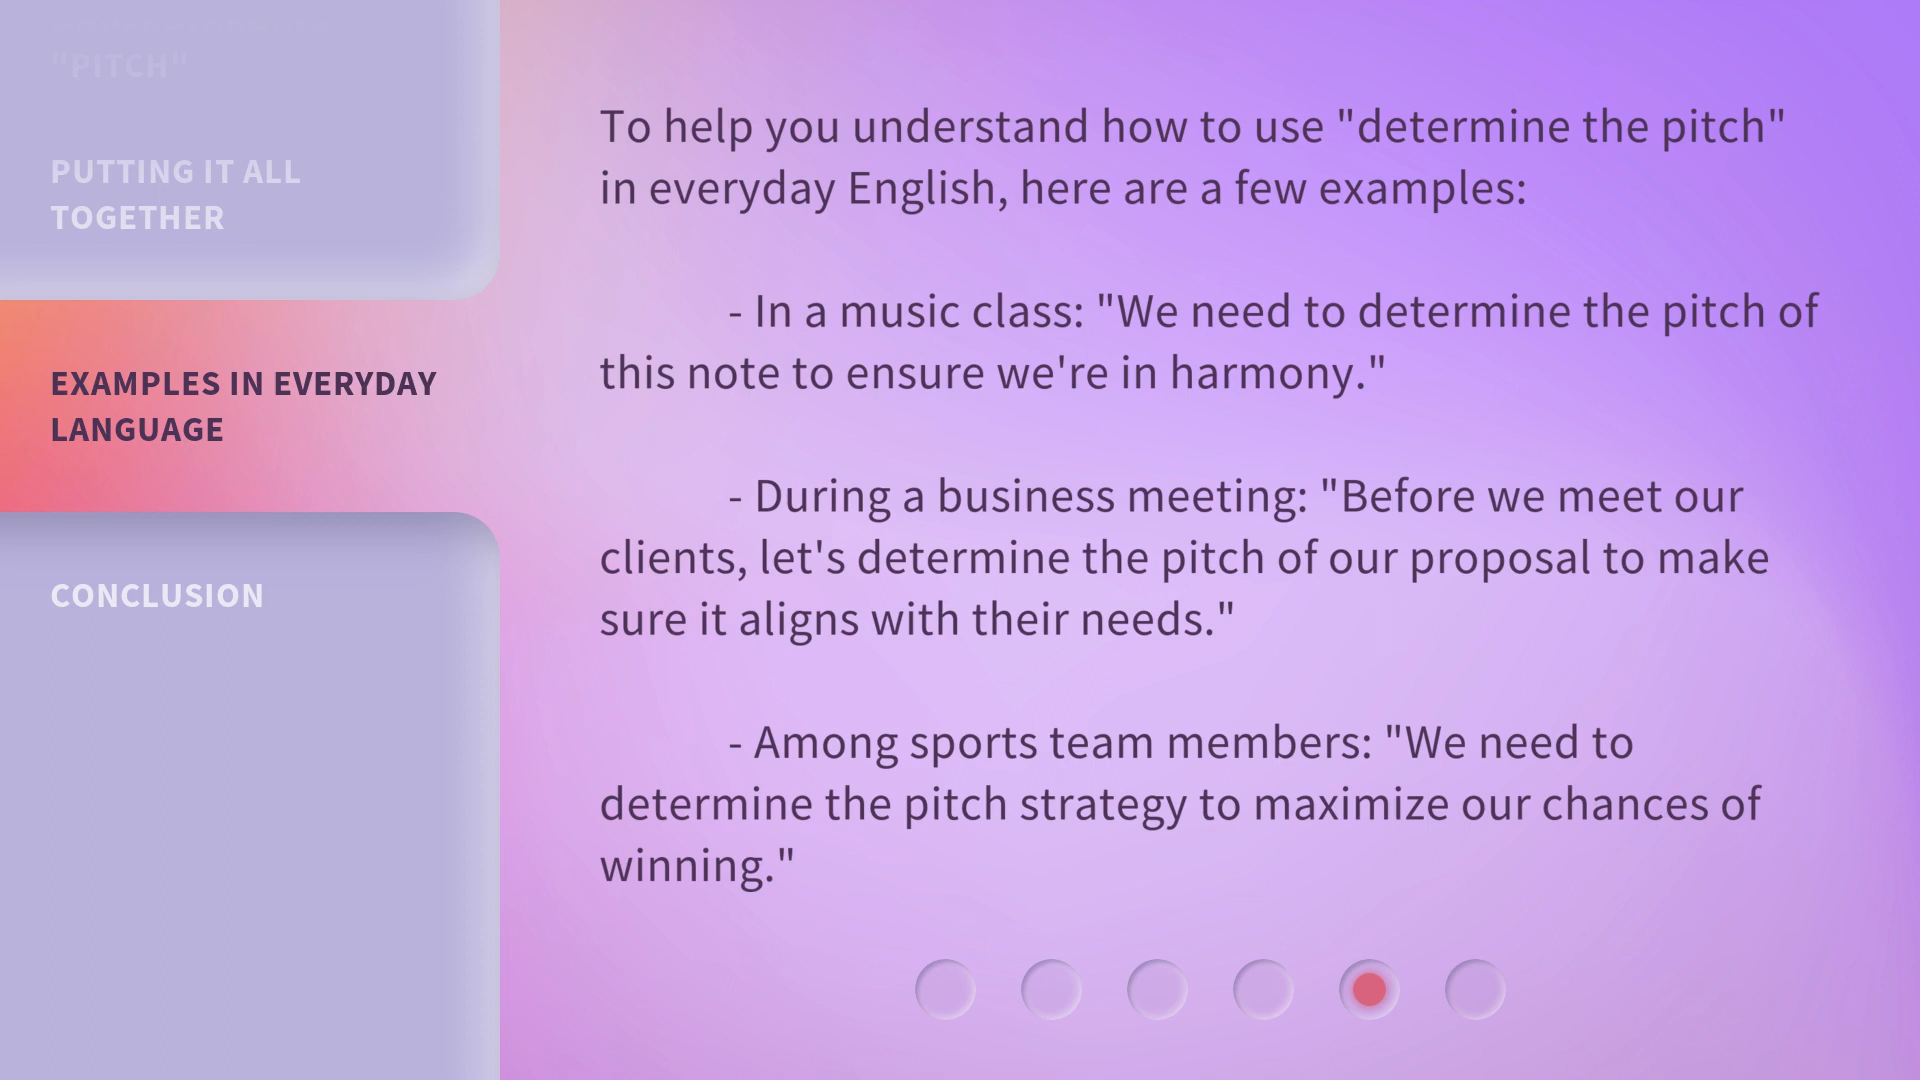 "PITCH"
PUTTING IT ALL
TOGETHER
EXAMPLES IN EVERYDAY
LANGUAGE
CONCLUSION
To help you understand how to use "determine the pitch"
in everyday English, here are a few examples:
- In a music class: "We need to determine the pitch of
this note to ensure we're in harmony."
- During a business meeting: "Before we meet our
clients, let's determine the pitch of our proposal to make
sure it aligns with their needs."
- Among sports team members: "We need to
determine the pitch strategy to maximize our chances of
winning."